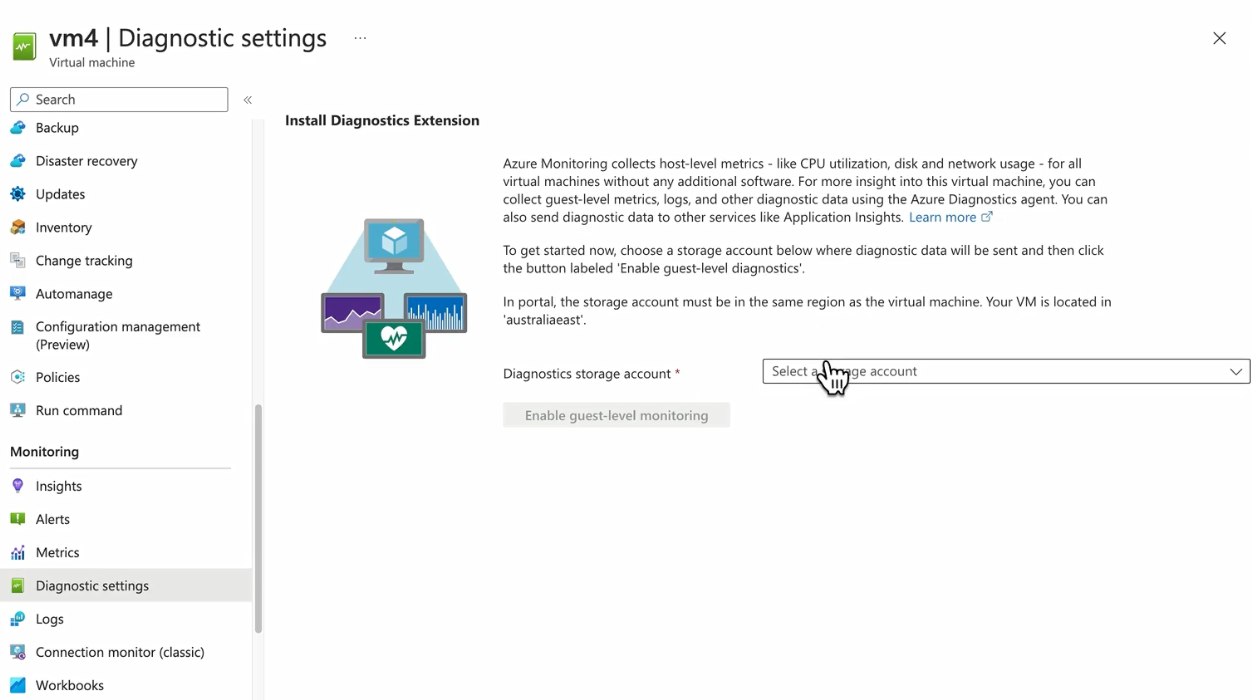 vm4 | Diagnostic settings ...
Virtual machine
Search
Backup
Disaster recovery
Updates
Inventory
Change tracking
Automanage
Configuration management
(Preview)
Policies
Run command
Monitoring
Insights
Alerts
Metrics
Diagnostic settings
Logs
Connection monitor (classic)
Workbooks
Install Diagnostics Extension
Azure Monitoring collects host-level metrics - like CPU utilization, disk and network usage - for all
virtual machines without any additional software. For more insight into this virtual machine, you can
collect guest-level metrics, logs, and other diagnostic data using the Azure Diagnostics agent. You can
also send diagnostic data to other services like Application Insights. Learn more
To get started now, choose a storage account below where diagnostic data will be sent and then click
the button labeled 'Enable guest-level diagnostics'.
In portal, the storage account must be in the same region as the virtual machine. Your VM is located in
'australiaeast'.
Diagnostics storage account *
Select a storage account
Enable guest-level monitoring